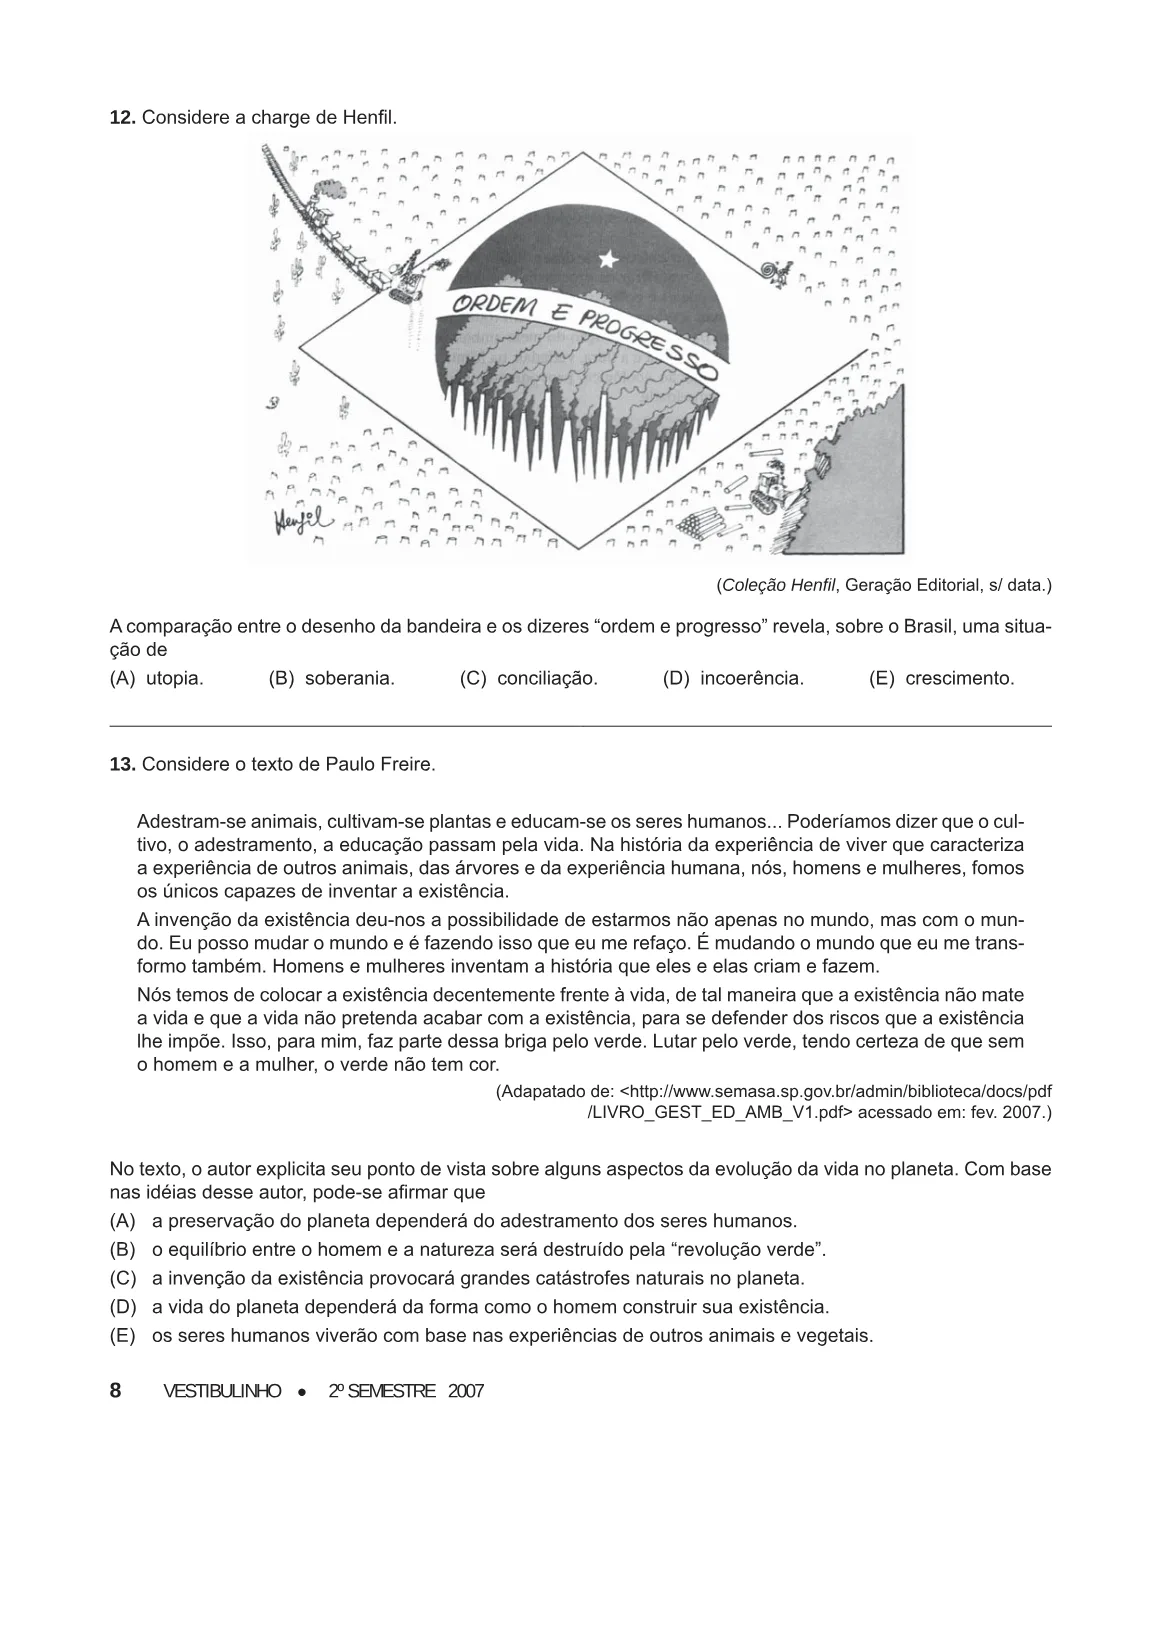 12. Considere a charge de Henfil.
ORDEM E PROGRESSO
Henfil
(Coleção Henfil, Geração Editorial, s/ data.)
A comparação entre o desenho da bandeira e os dizeres “ordem e progresso” revela, sobre o Brasil, uma situa-
ção de
(A) utopia. (B) soberania. (C) conciliação. (D) incoerência. (E) crescimento.
13. Considere o texto de Paulo Freire.
Adestram-se animais, cultivam-se plantas e educam-se os seres humanos... Poderíamos dizer que o cul-
tivo, o adestramento, a educação passam pela vida. Na história da experiência de viver que caracteriza
a experiência de outros animais, das árvores e da experiência humana, nós, homens e mulheres, fomos
os únicos capazes de inventar a existência.
A invenção da existência deu-nos a possibilidade de estarmos não apenas no mundo, mas com o mun-
do. Eu posso mudar o mundo e é fazendo isso que eu me refaço. É mudando o mundo que eu me trans-
formo também. Homens e mulheres inventam a história que eles e elas criam e fazem.
Nós temos de colocar a existência decentemente frente à vida, de tal maneira que a existência não mate
a vida e que a vida não pretenda acabar com a existência, para se defender dos riscos que a existência
lhe impõe. Isso, para mim, faz parte dessa briga pelo verde. Lutar pelo verde, tendo certeza de que sem
o homem e a mulher, o verde não tem cor.
(Adapatado de: <http://www.semasa.sp.gov.br/admin/biblioteca/docs/pdf
/LIVRO_GEST_ED_AMB_V1.pdf> acessado em: fev. 2007.)
No texto, o autor explicita seu ponto de vista sobre alguns aspectos da evolução da vida no planeta. Com base
nas idéias desse autor, pode-se afirmar que
(A) a preservação do planeta dependerá do adestramento dos seres humanos.
(B) o equilíbrio entre o homem e a natureza será destruído pela “revolução verde”.
(C) a invenção da existência provocará grandes catástrofes naturais no planeta.
(D) a vida do planeta dependerá da forma como o homem construir sua existência.
(E) os seres humanos viverão com base nas experiências de outros animais e vegetais.
8 VESTIBULINHO • 2º SEMESTRE 2007